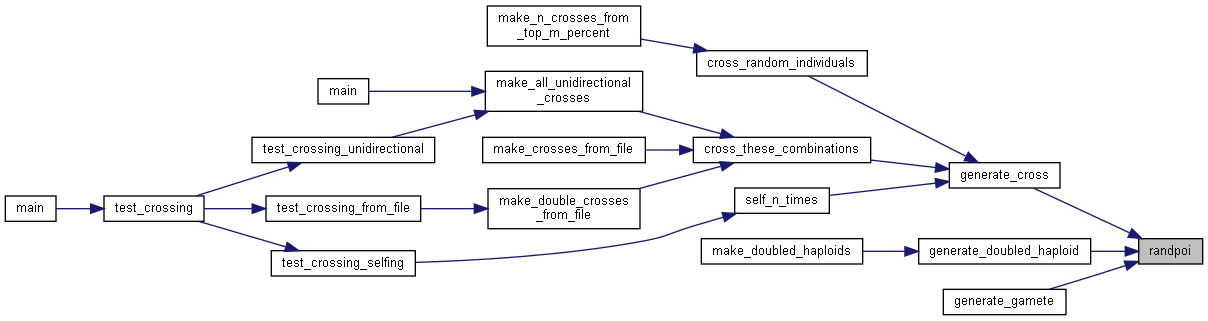 make_n_crosses_from
_top_m_percent
cross_random_individuals
main
make_all_unidirectional
_crosses
test_crossing_unidirectional
make_crosses_from_file
cross_these_combinations
generate_cross
main
test_crossing
test_crossing_from_file
make_double_crosses
_from_file
self_n_times
test_crossing_selfing
make_doubled_haploids
generate_doubled_haploid
randpoi
generate_gamete